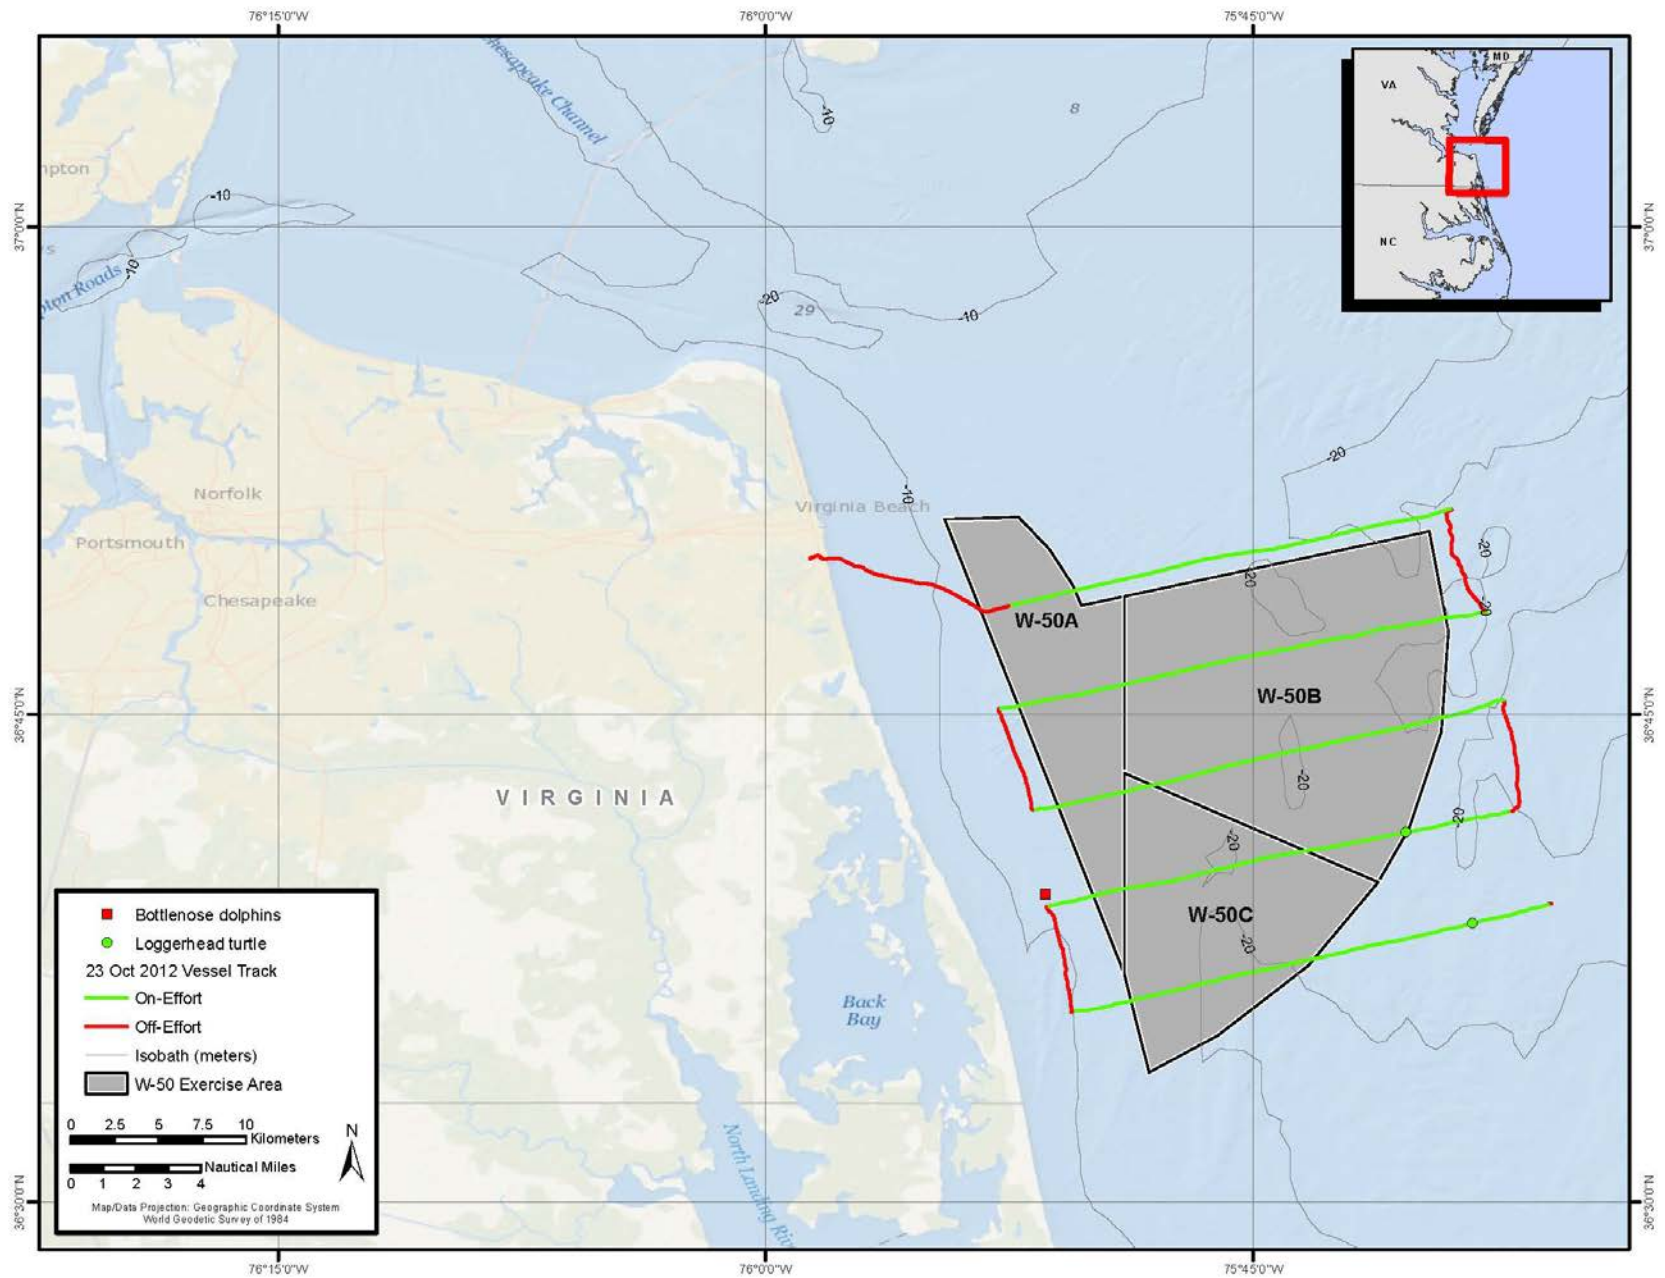 76°15'0"W
76°0'0"W
75°45'0"W
Chesapeake Channel
-10
8
MD
VA
NC
mpton
-10
37°0'0"N
37°0'0"N
-10
pton Roads
-20
29
-10
-20
-10
Norfolk
Virginia Beach
Portsmouth
-20
-20
-20
Chesapeake
W-50A
W-50B
36°45'0"N
36°45'0"N
-20
VIRGINIA
-20
-20
W-50C
-20
Back
Bay
North Landing Riv
Bottlenose dolphins
Loggerhead turtle
23 Oct 2012 Vessel Track
On-Effort
Off-Effort
Isobath (meters)
W-50 Exercise Area
0 2.5 5 7.5 10
Kilometers
N
Nautical Miles
0 1 2 3 4
Map/Data Projection: Geographic Coordinate System
World Geodetic Survey of 1984
36°30'0"N
36°30'0"N
76°15'0"W
76°0'0"W
75°45'0"W